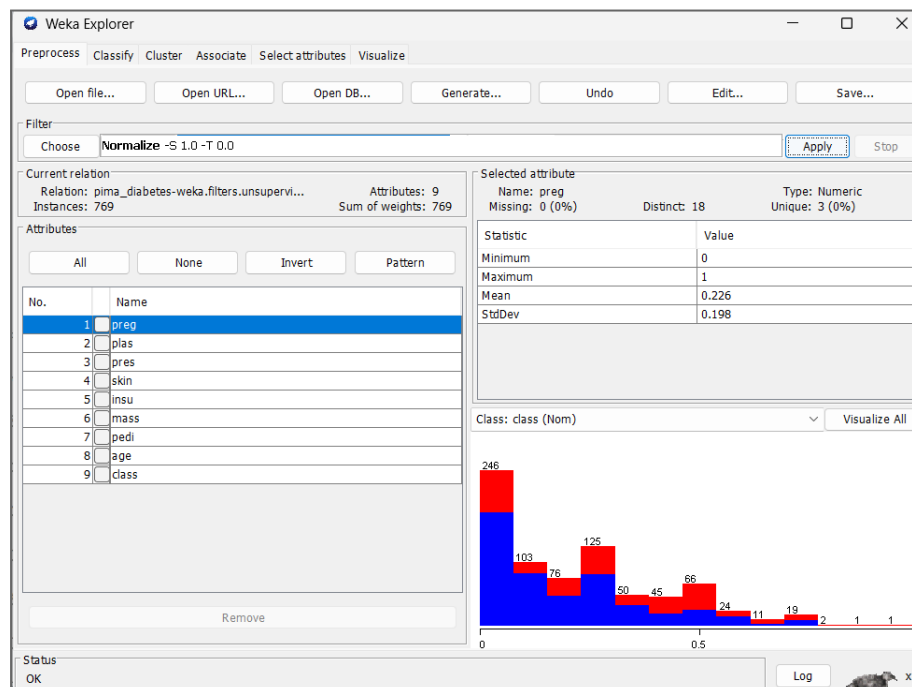 Weka Explorer
Preprocess Classify Cluster Associate Select attributes Visualize
Open file... Open URL... Open DB... Generate... Undo Edit... Save...
Filter
Choose Normalize -S 1.0 -T 0.0 Apply Stop
Current relation
Relation: pima_diabetes-weka.filters.unsupervi... Attributes: 9
Instances: 769 Sum of weights: 769
Selected attribute
Name: preg Type: Numeric
Missing: 0 (0%) Distinct: 18 Unique: 3 (0%)
Attributes
All None Invert Pattern
No. Name
1 preg
2 plas
3 pres
4 skin
5 insu
6 mass
7 pedi
8 age
9 class
Remove
Statistic Value
Minimum 0
Maximum 1
Mean 0.226
StdDev 0.198
Class: class (Nom) Visualize All
246
103
76
125
50
45
66
24
11
19
2
1
1
0 0.5
Status
OK
Log x